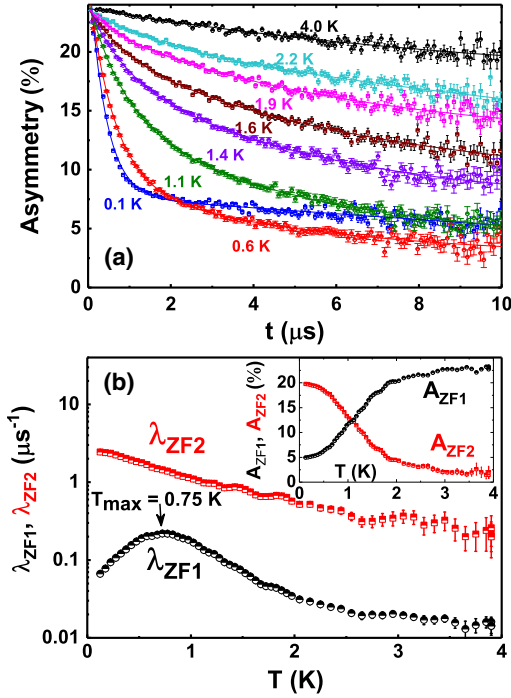 4.0 K
2.2 K
1.9 K
1.6 K
1.4 K
1.1 K
0.1 K
0.6 K
(a)
Asymmetry (%)
20
15
10
5
0
0 2 4 6 8 10
t (μs)
(b)
λZF2
Tmax = 0.75 K
λZF1
λZF1, λZF2 (μs-1)
10
1
0.1
0.01
0 1 2 3 4
T (K)
AZF1, AZF2 (%)
20
15
10
5
0
AZF1
AZF2
T (K)
0 1 2 3 4